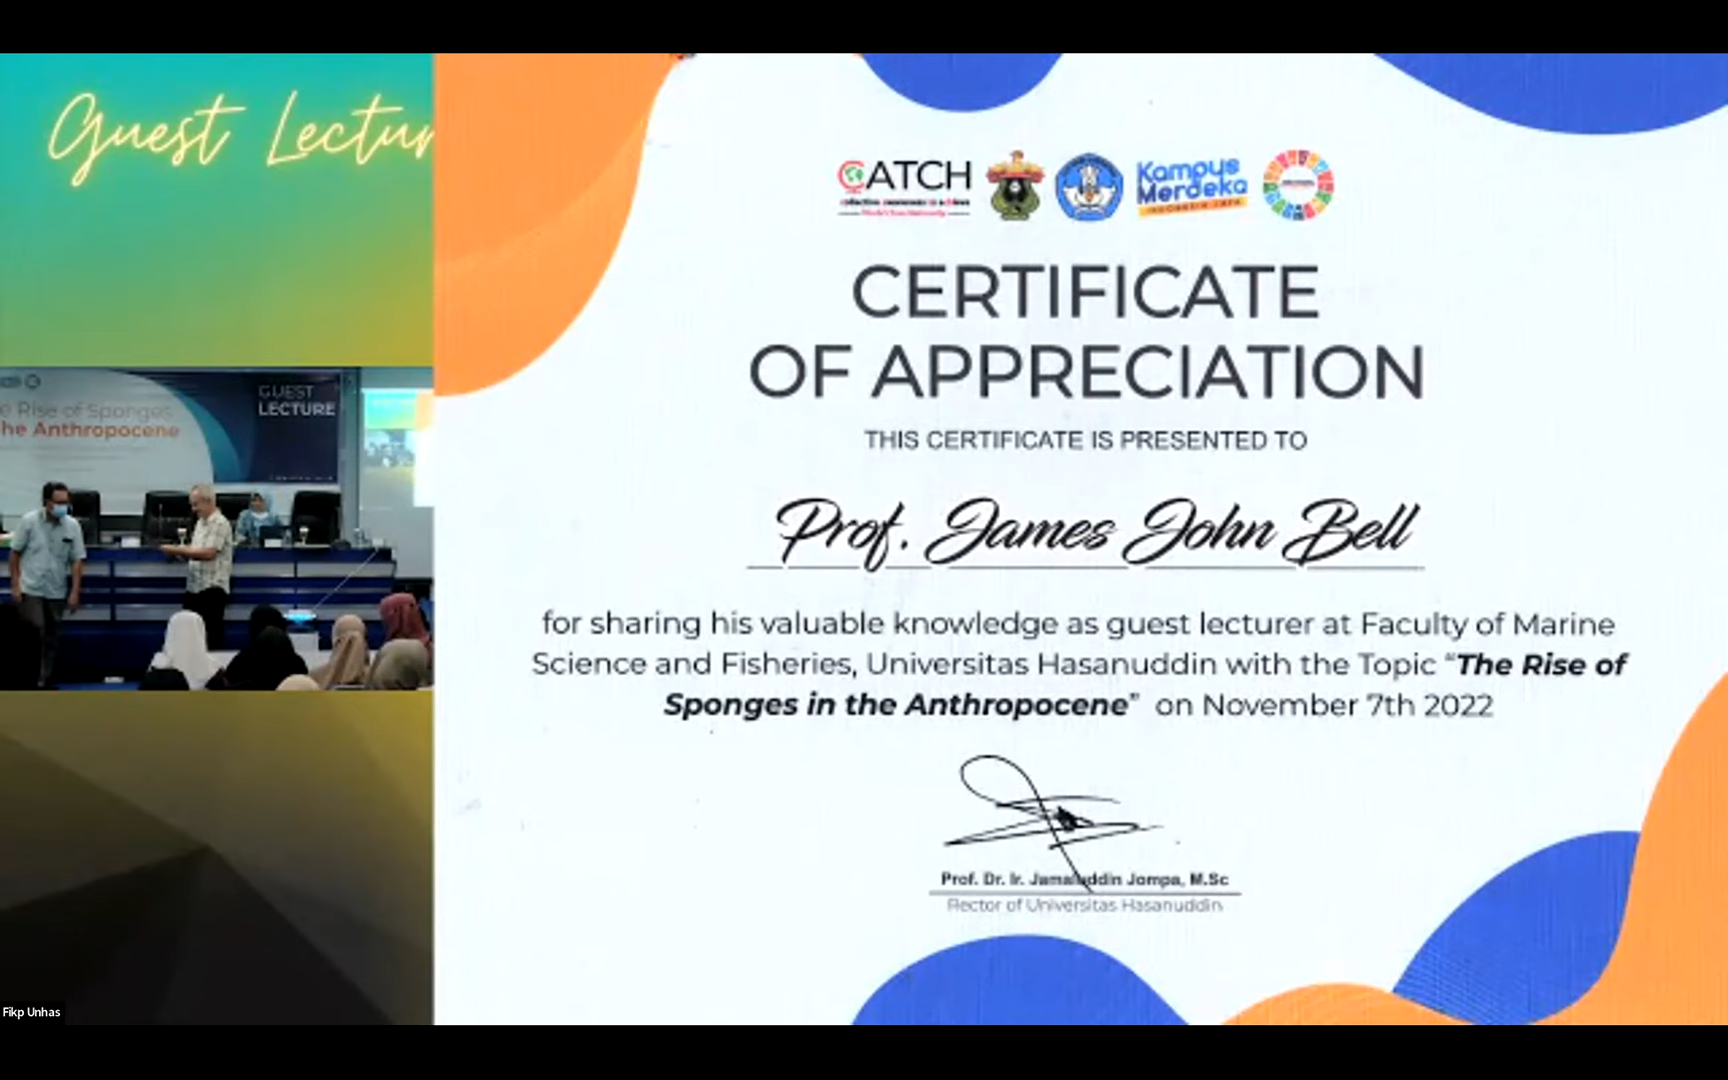 Guest Lectur
GUEST
LECTURE
e Rise of Sponges
he Anthropocene
CATCH
Kampus
Merdeka
INDONESIA JAYA
CERTIFICATE
OF APPRECIATION
THIS CERTIFICATE IS PRESENTED TO
Prof. James John Bell
for sharing his valuable knowledge as guest lecturer at Faculty of Marine
Science and Fisheries, Universitas Hasanuddin with the Topic “The Rise of
Sponges in the Anthropocene” on November 7th 2022
Prof. Dr. Ir. Jamaluddin Jompa, M.Sc
Rector of Universitas Hasanuddin
Fikp Unhas